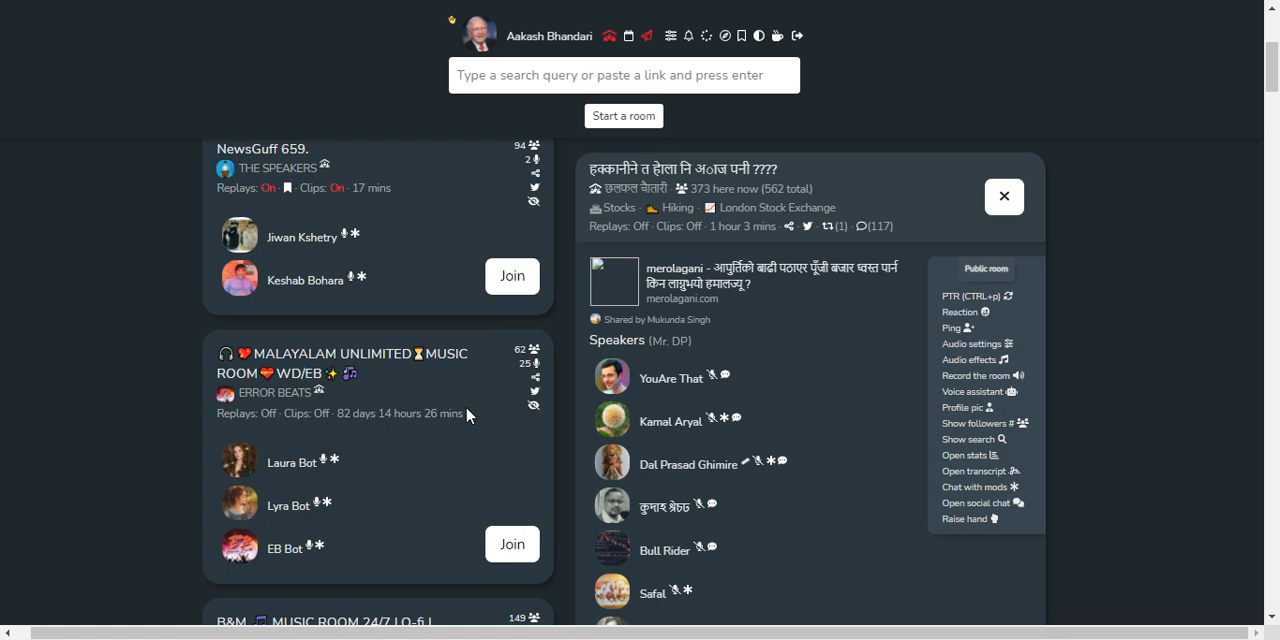 Aakash Bhandari
Type a search query or paste a link and press enter
Start a room
NewsGuff 659.
94
THE SPEAKERS
2
Replays: On · Clips: On · 17 mins
Jiwan Kshetry
Keshab Bohara
Join
🎧 💖MALAYALAM UNLIMITED⏳MUSIC
ROOM💝WD/EB✨🎶
62
25
ERROR BEATS
Replays: Off · Clips: Off · 82 days 14 hours 26 mins
Laura Bot
Lyra Bot
EB Bot
Join
B&M 🎵 MUSIC ROOM 24/7 LO-fi |
149
हक्कानीने त हेाला नि अाज पनी ????
छलफल चैातारी · 373 here now (562 total)
Stocks · Hiking · London Stock Exchange
Replays: Off · Clips: Off · 1 hour 3 mins · (1) · (117)
merolagani - आपुर्तिको बाढी पठाएर पूँजी बजार ध्वस्त पार्न
किन लाग्नुभयो हमालज्यू ?
merolagani.com
Shared by Mukunda Singh
Speakers (Mr. DP)
YouAre That
Kamal Aryal
Dal Prasad Ghimire
Bull Rider
Safal
Public room
PTR (CTRL+p)
Reaction
Ping
Audio settings
Audio effects
Record the room
Voice assistant
Profile pic
Show followers #
Show search
Open stats
Open transcript
Chat with mods
Open social chat
Raise hand